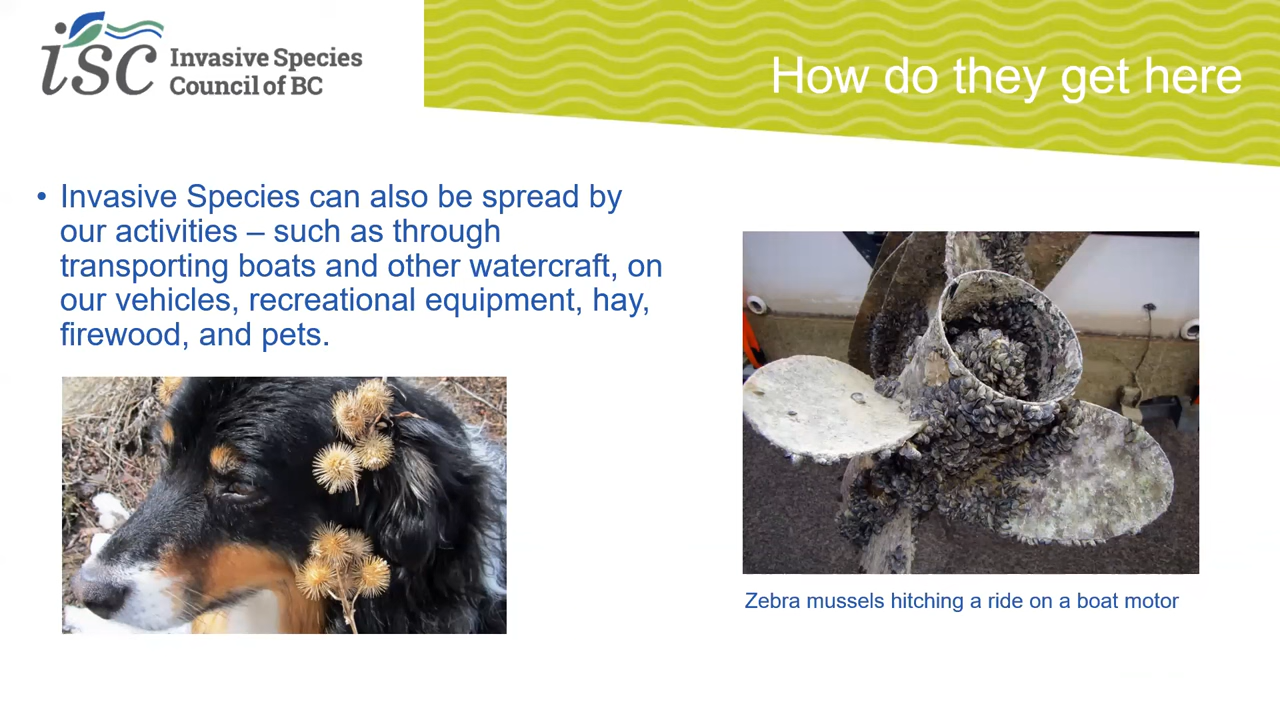 isc Invasive Species
Council of BC
How do they get here
• Invasive Species can also be spread by
our activities – such as through
transporting boats and other watercraft, on
our vehicles, recreational equipment, hay,
firewood, and pets.
Zebra mussels hitching a ride on a boat motor